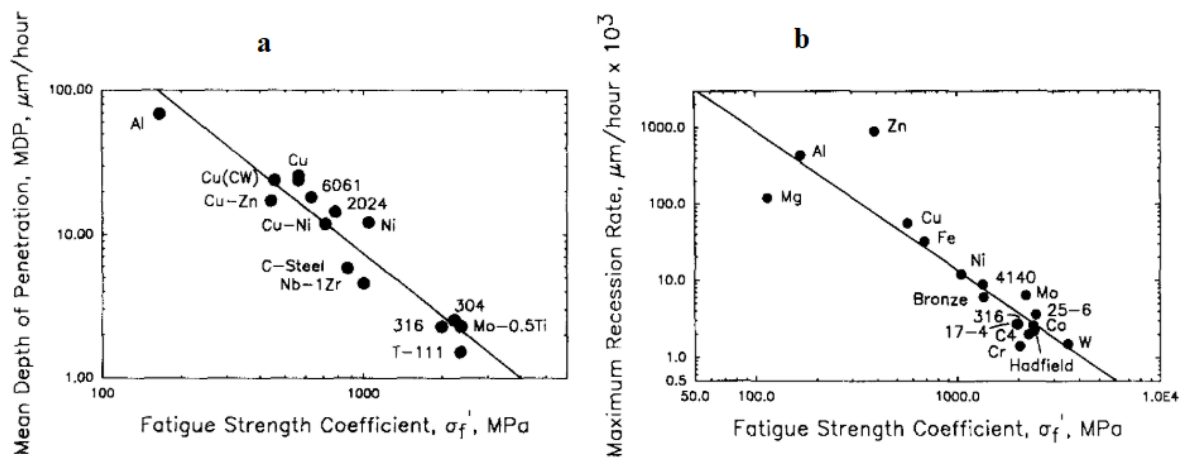 a
Mean Depth of Penetration, MDP, μm/hour
100.00
10.00
1.00
Al
Cu
Cu(CW)
6061
Cu-Zn
2024
Cu-Ni
Ni
C-Steel
Nb-1Zr
304
316
Mo-0.5Ti
T-111
100
1000
Fatigue Strength Coefficient, σf', MPa
b
Maximum Recession Rate, μm/hour x 10³
1000.0
100.0
10.0
1.0
0.5
Zn
Al
Mg
Cu
Fe
Ni
4140
Bronze
Mo
25-6
316
Co
17-4
C4
W
Cr
Hadfield
50.0
100.0
1000.0
1.0E4
Fatigue Strength Coefficient, σf', MPa